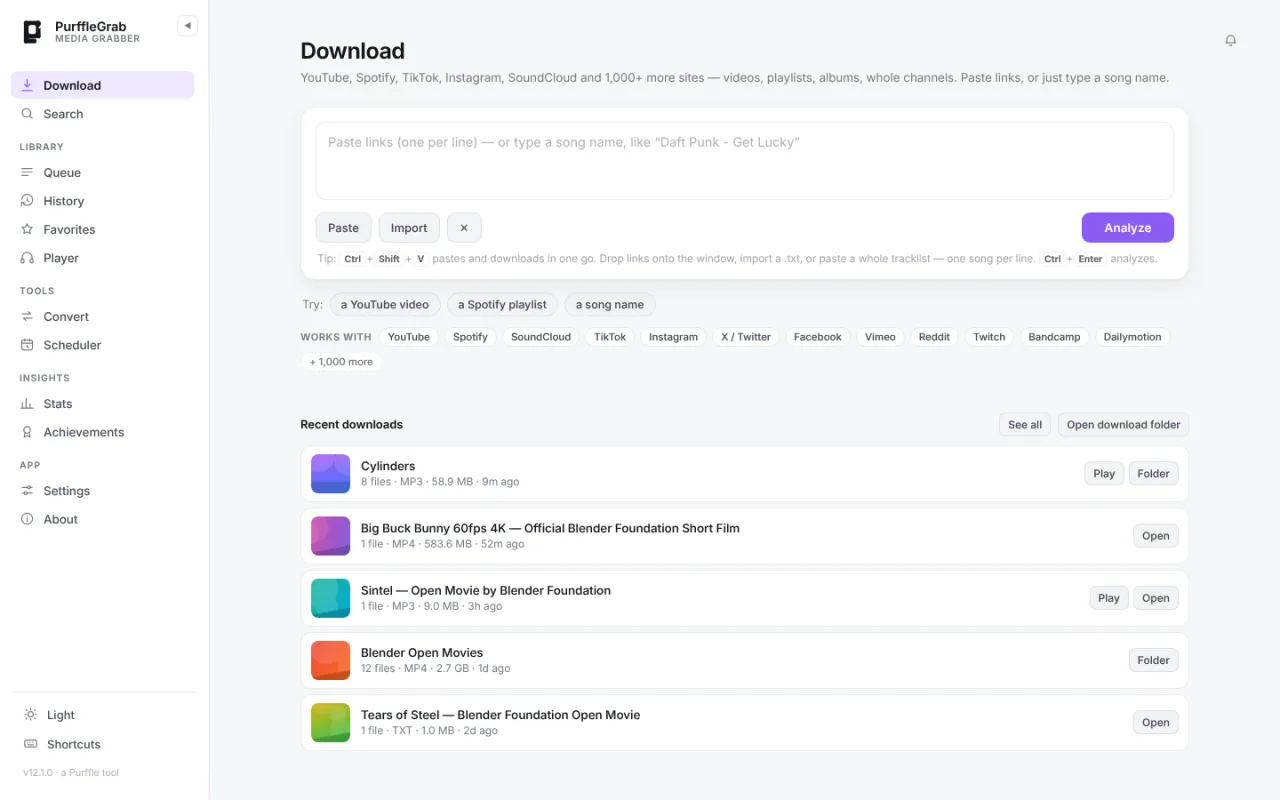 PurffleGrab
MEDIA GRABBER
Download
Search
LIBRARY
Queue
History
Favorites
Player
TOOLS
Convert
Scheduler
INSIGHTS
Stats
Achievements
APP
Settings
About
Light
Shortcuts
v12.1.0 · a Purffle tool
Download
YouTube, Spotify, TikTok, Instagram, SoundCloud and 1,000+ more sites — videos, playlists, albums, whole channels. Paste links, or just type a song name.
Paste links (one per line) — or type a song name, like “Daft Punk - Get Lucky”
Paste Import × Analyze
Tip: Ctrl + Shift + V pastes and downloads in one go. Drop links onto the window, import a .txt, or paste a whole tracklist — one song per line. Ctrl + Enter analyzes.
Try: a YouTube video a Spotify playlist a song name
WORKS WITH YouTube Spotify SoundCloud TikTok Instagram X / Twitter Facebook Vimeo Reddit Twitch Bandcamp Dailymotion
+ 1,000 more
Recent downloads See all Open download folder
Cylinders
8 files · MP3 · 58.9 MB · 9m ago
Play Folder
Big Buck Bunny 60fps 4K — Official Blender Foundation Short Film
1 file · MP4 · 583.6 MB · 52m ago
Open
Sintel — Open Movie by Blender Foundation
1 file · MP3 · 9.0 MB · 3h ago
Play Open
Blender Open Movies
12 files · MP4 · 2.7 GB · 1d ago
Folder
Tears of Steel — Blender Foundation Open Movie
1 file · TXT · 1.0 MB · 2d ago
Open